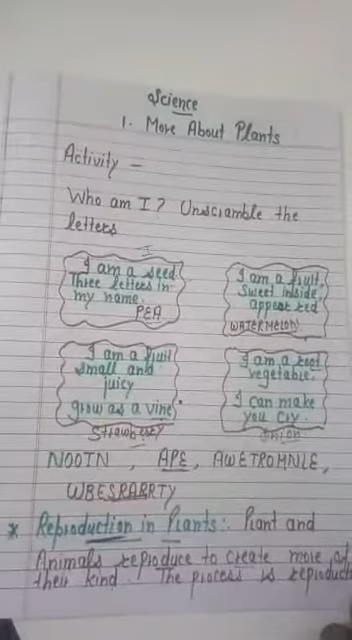 Science
1. More About Plants
Activity -
Who am I? Unscramble the
letters
I am a seed.
Three letters in
my name.
PEA
I am a fruit,
Sweet inside,
appear red
WATERMELON
I am a fruit
small and
juicy
grow as a vine
Strawberry
I am a root
vegetable.
I can make
you cry.
onion
NOOTN, APE, AWETROMNLE,
WBESRARRTY
* Reproduction in Plants:- Plant and
Animals reproduce to create more of
their kind. The process is